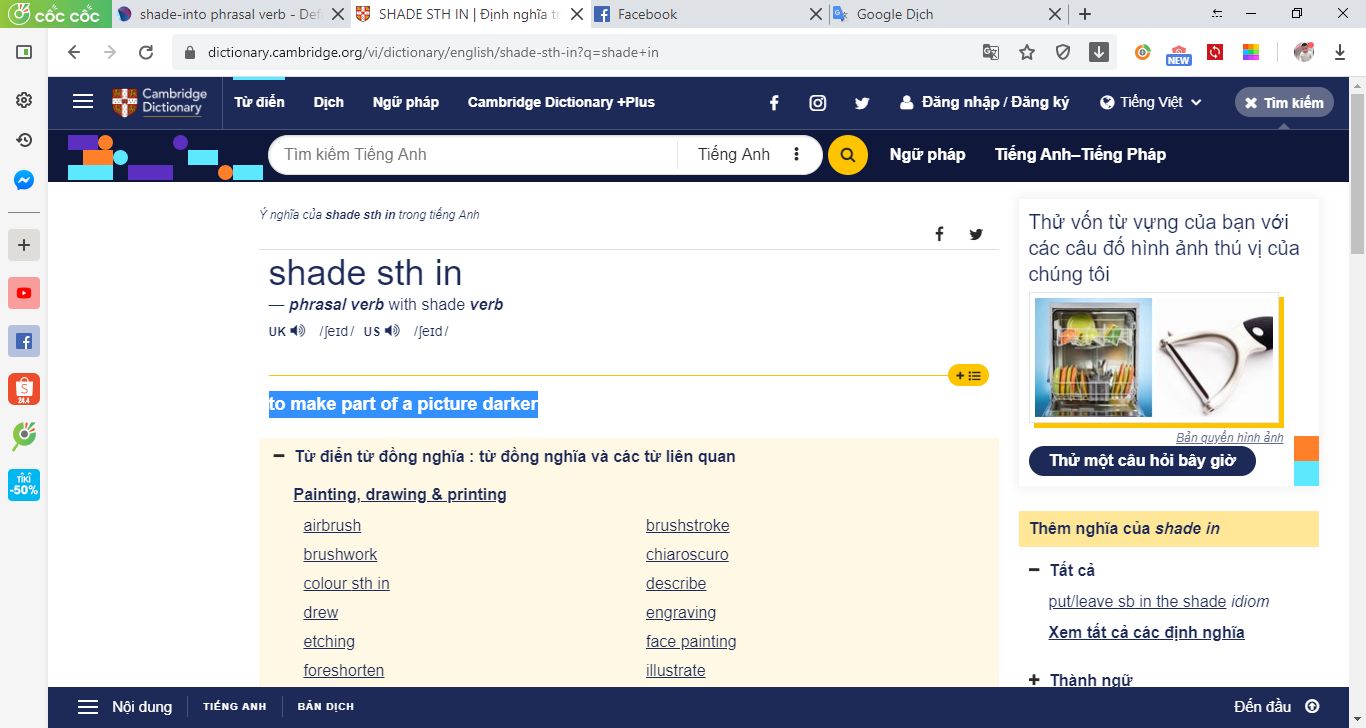 cốc cốc
shade-into phrasal verb - Def
SHADE STH IN | Định nghĩa tr
Facebook
Google Dịch
dictionary.cambridge.org/vi/dictionary/english/shade-sth-in?q=shade+in
NEW
Cambridge
Dictionary
Từ điển
Dịch
Ngữ pháp
Cambridge Dictionary +Plus
Đăng nhập / Đăng ký
Tiếng Việt
Tìm kiếm
Tìm kiếm Tiếng Anh
Tiếng Anh
Ngữ pháp
Tiếng Anh–Tiếng Pháp
Ý nghĩa của shade sth in trong tiếng Anh
shade sth in
— phrasal verb with shade verb
UK /ʃeɪd/ US /ʃeɪd/
to make part of a picture darker
Từ điển từ đồng nghĩa : từ đồng nghĩa và các từ liên quan
Painting, drawing & printing
airbrush
brushstroke
brushwork
chiaroscuro
colour sth in
describe
drew
engraving
etching
face painting
foreshorten
illustrate
Thử vốn từ vựng của bạn với
các câu đố hình ảnh thú vị của
chúng tôi
Bản quyền hình ảnh
Thử một câu hỏi bây giờ
Thêm nghĩa của shade in
Tất cả
put/leave sb in the shade idiom
Xem tất cả các định nghĩa
Thành ngữ
S
24.4
TIKI
-50%
Nội dung
TIẾNG ANH
BẢN DỊCH
Đến đầu